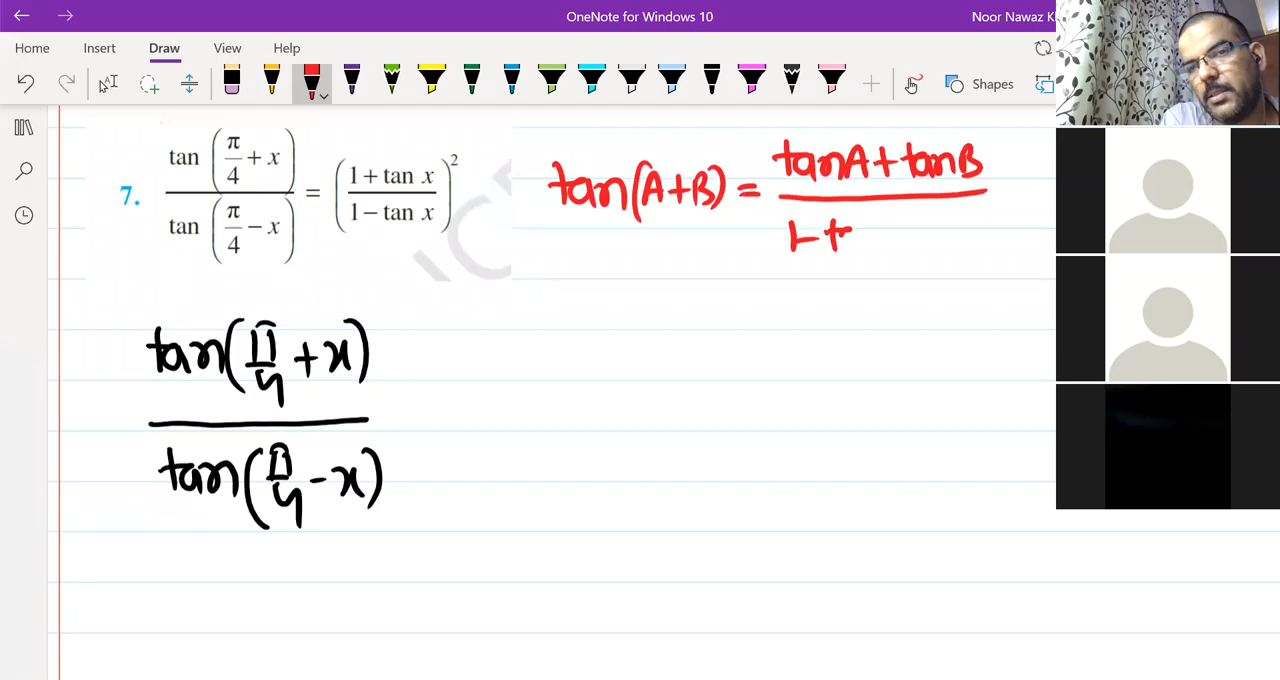 OneNote for Windows 10
Noor Nawaz K
Home Insert Draw View Help
Shapes
7. tan (π/4 + x) / tan (π/4 − x) = ((1 + tan x) / (1 − tan x))²
tan(A+B) = tanA + tanB
1 - t
tan(π/4 + x)
tan(π/4 - x)